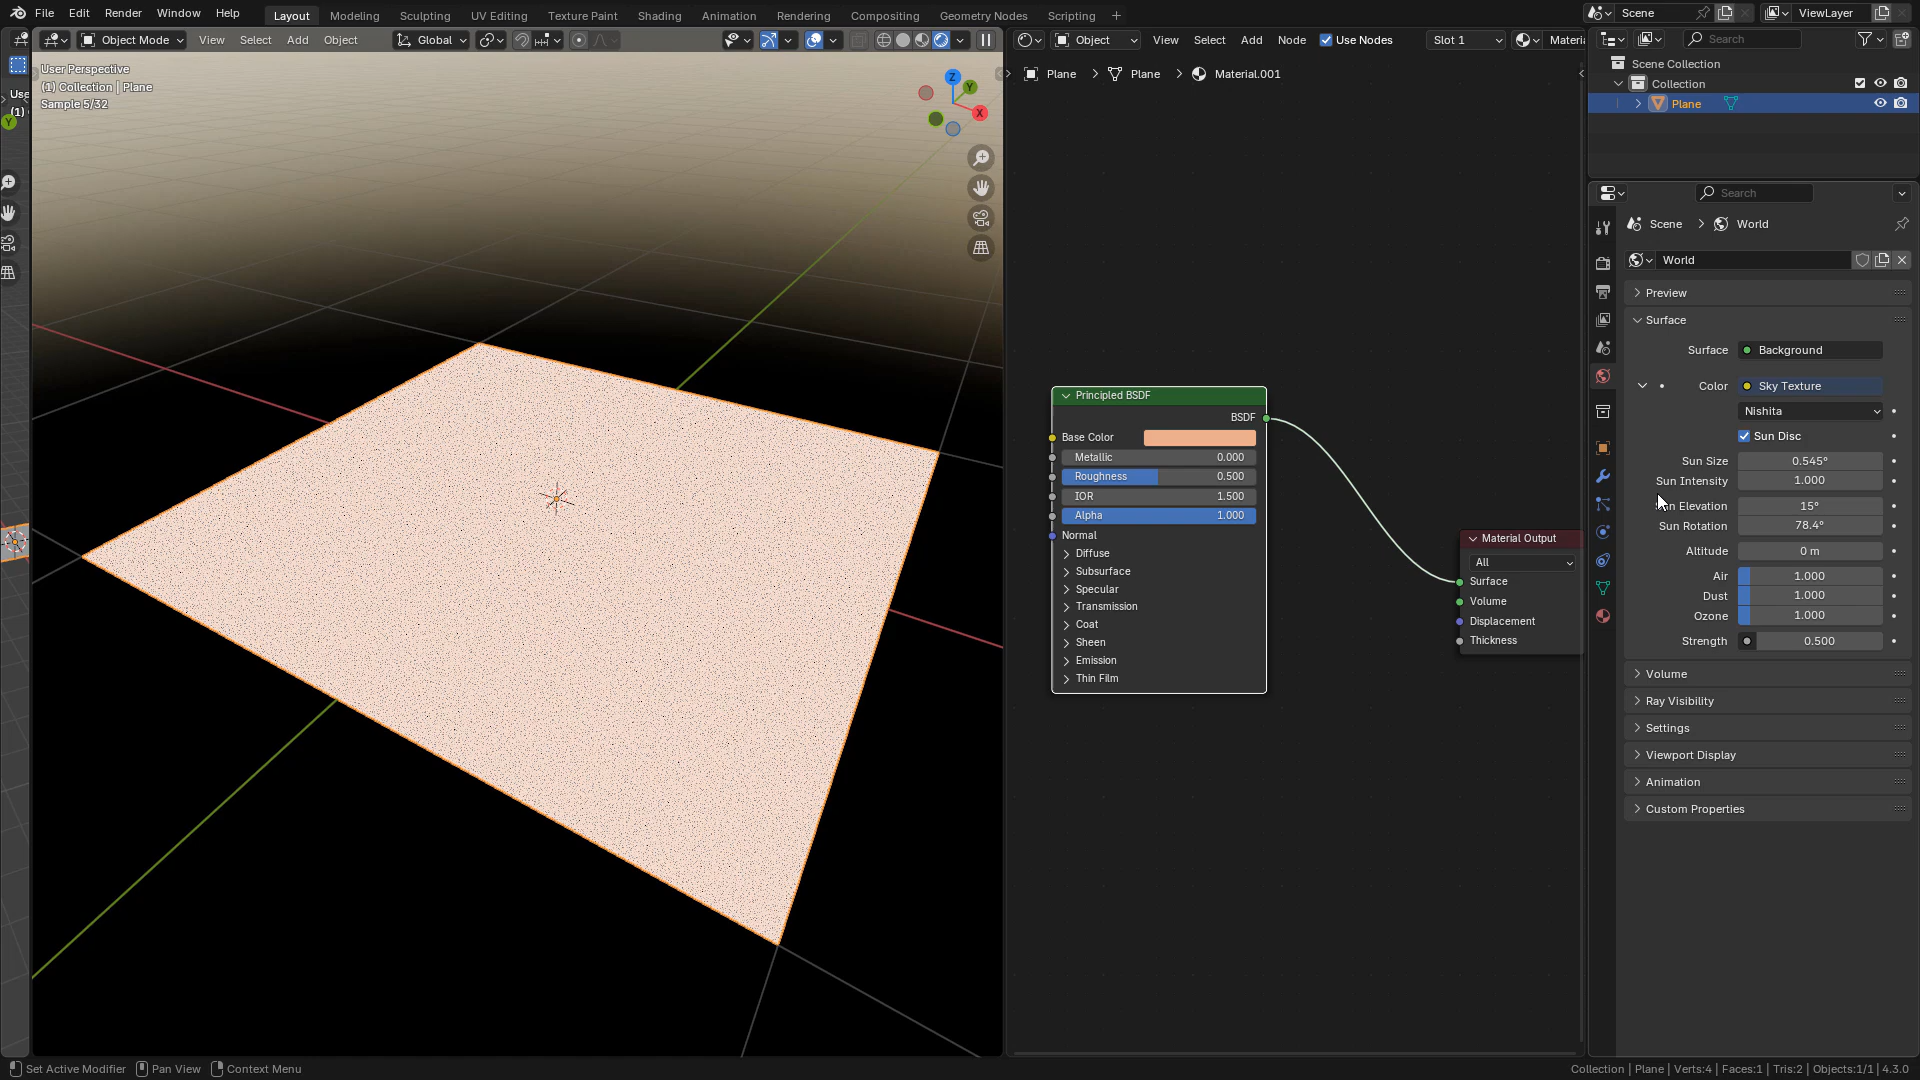 File Edit Render Window Help Layout Modeling Sculpting UV Editing Texture Paint Shading Animation Rendering Compositing Geometry Nodes Scripting + Scene ViewLayer
Object Mode View Select Add Object Global
Object View Select Add Node Use Nodes Slot 1 Materi
Search
User Perspective
(1) Collection | Plane
Sample 5/32
Use
(1)
Y
Z
Y
X
Plane > Plane > Material.001
Scene Collection
Collection
Plane
Search
Scene > World
World
Preview
Surface
Surface Background
Color Sky Texture
Nishita
Sun Disc
Sun Size 0.545°
Sun Intensity 1.000
n Elevation 15°
Sun Rotation 78.4°
Altitude 0 m
Air 1.000
Dust 1.000
Ozone 1.000
Strength 0.500
Volume
Ray Visibility
Settings
Viewport Display
Animation
Custom Properties
Principled BSDF
BSDF
Base Color
Metallic 0.000
Roughness 0.500
IOR 1.500
Alpha 1.000
Normal
Diffuse
Subsurface
Specular
Transmission
Coat
Sheen
Emission
Thin Film
Material Output
All
Surface
Volume
Displacement
Thickness
Set Active Modifier Pan View Context Menu
Collection | Plane | Verts:4 | Faces:1 | Tris:2 | Objects:1/1 | 4.3.0